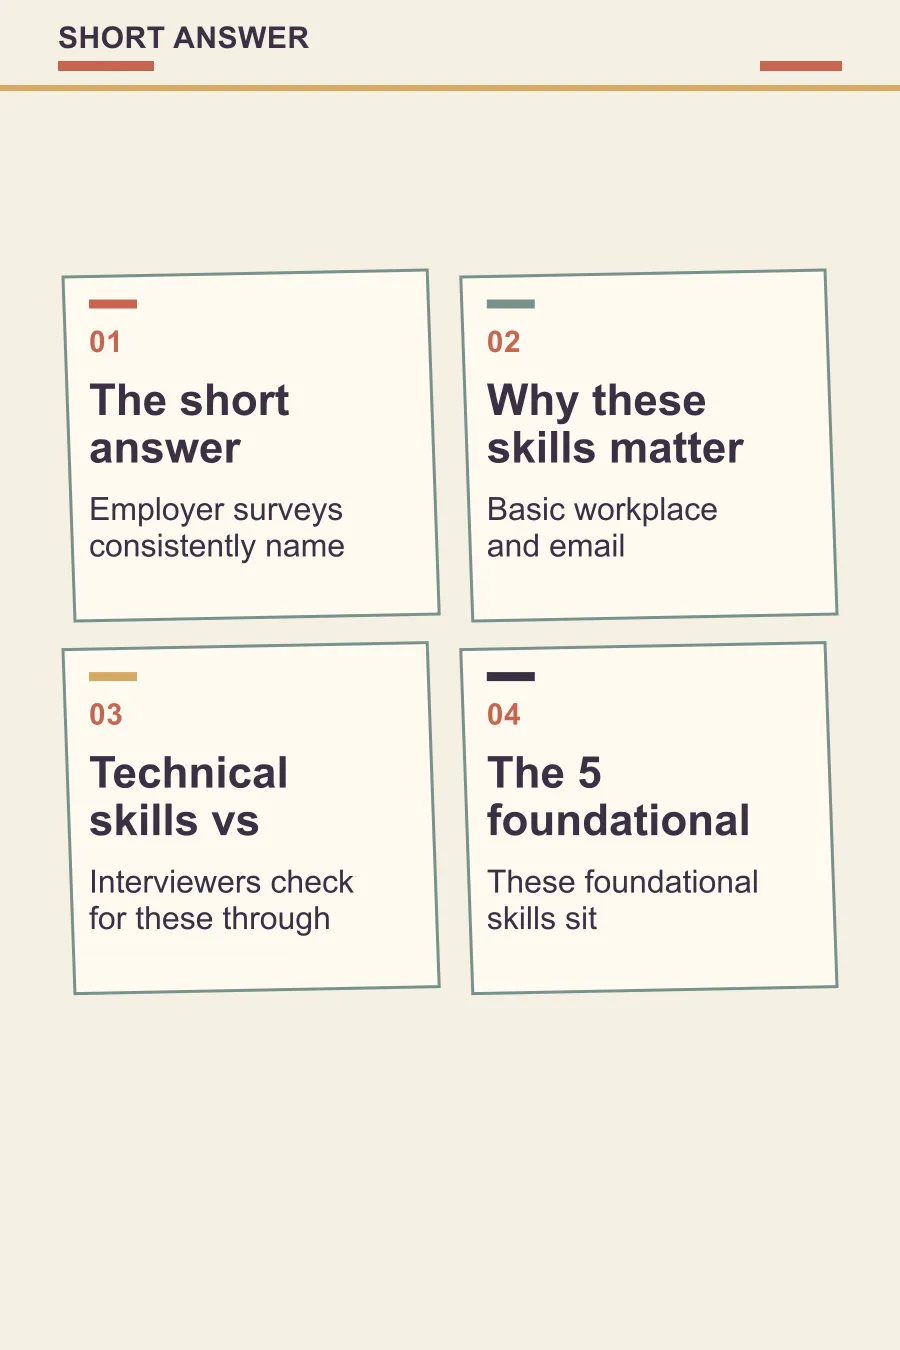 SHORT ANSWER
01
The short
answer
Employer surveys
consistently name
02
Why these
skills matter
Basic workplace
and email
03
Technical
skills vs
Interviewers check
for these through
04
The 5
foundational
These foundational
skills sit